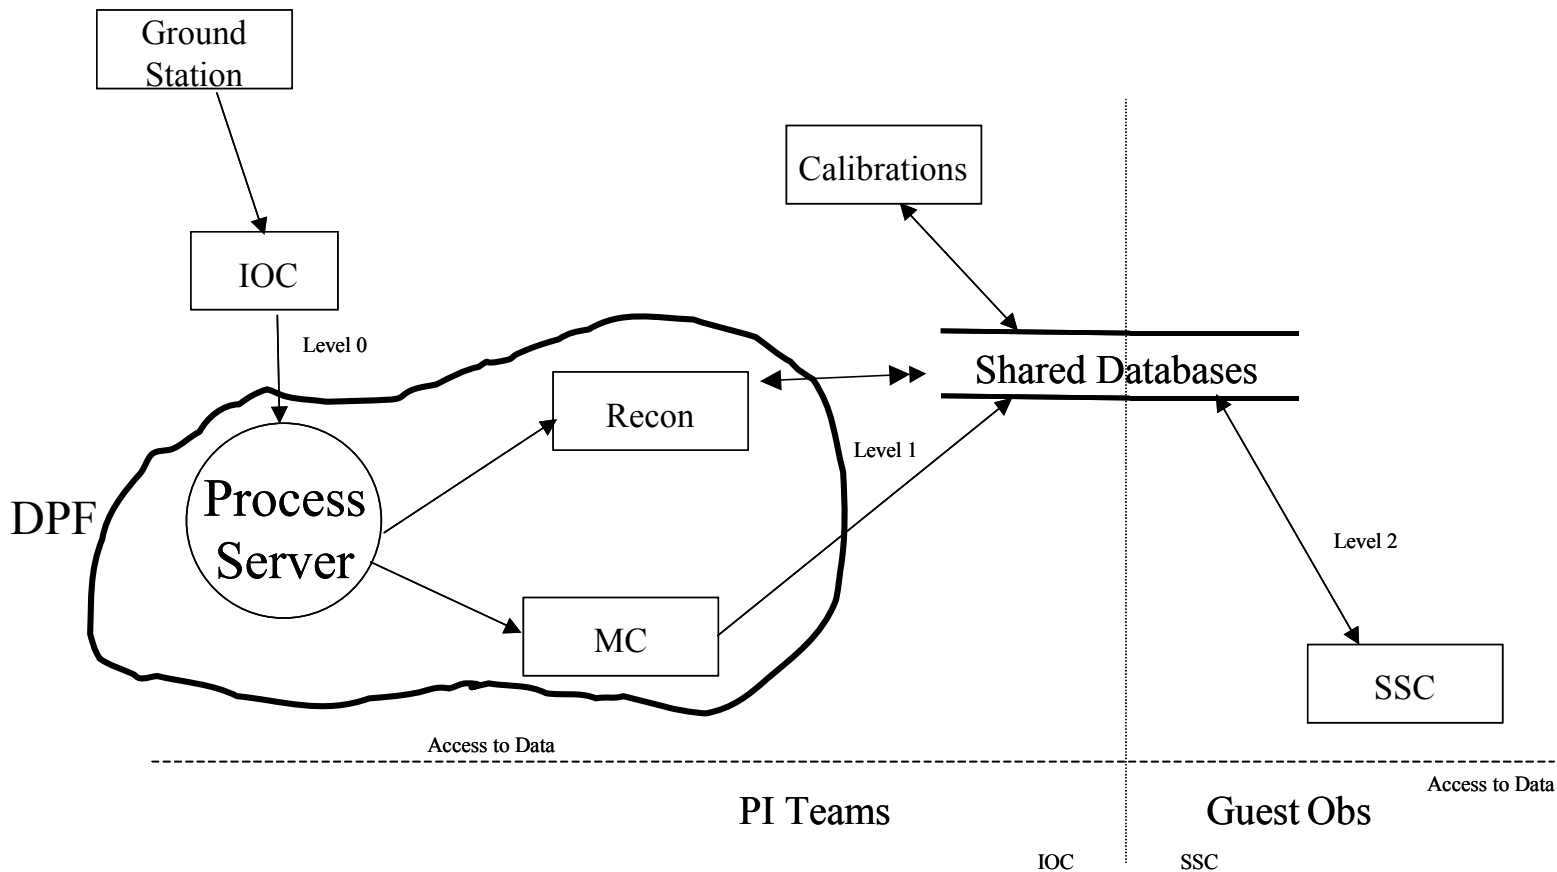 Ground
Station
Calibrations
IOC
Level 0
Shared Databases
Recon
Level 1
Process
Server
DPF
Level 2
MC
SSC
Access to Data
Access to Data
PI Teams
Guest Obs
IOC
SSC